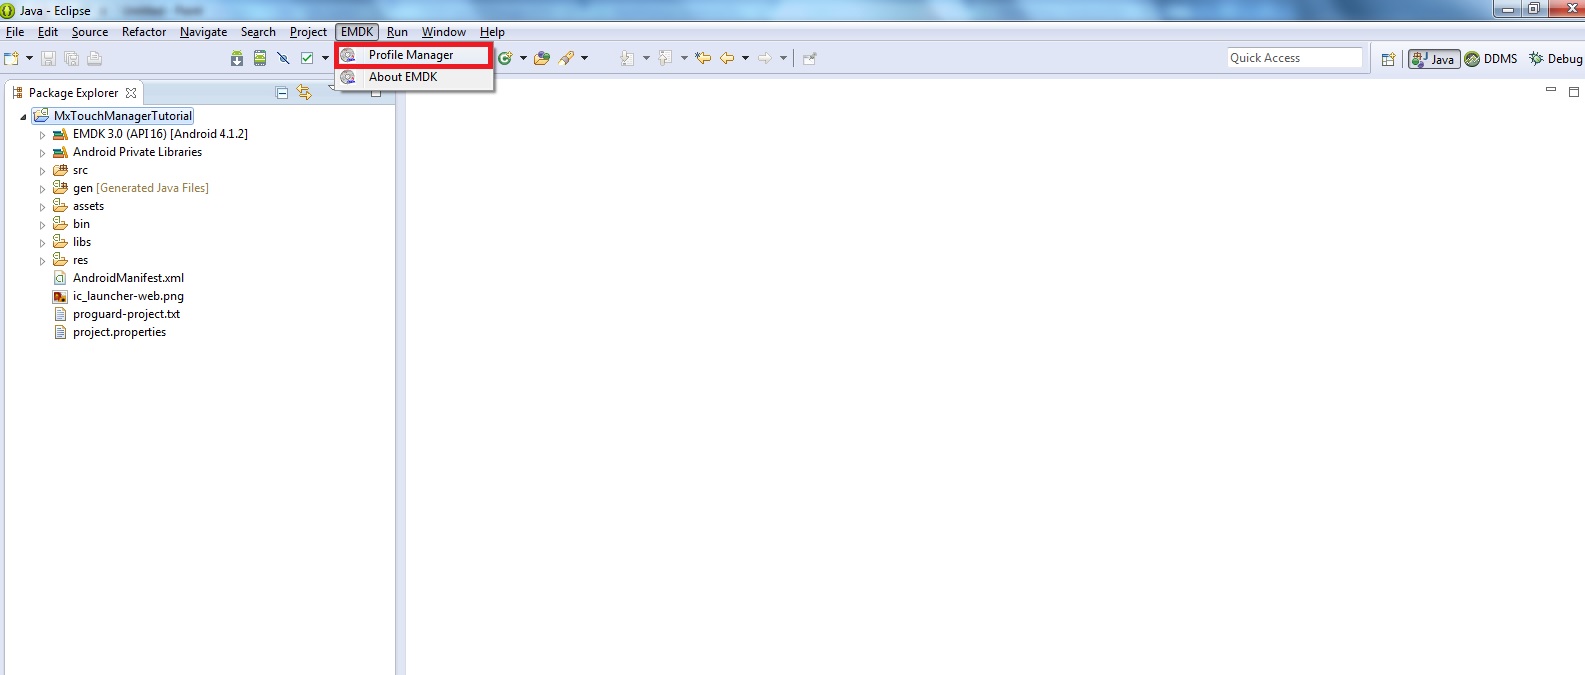 Java - Eclipse
File Edit Source Refactor Navigate Search Project EMDK Run Window Help
Profile Manager
About EMDK
Quick Access
Java
DDMS
Debug
Package Explorer
MxTouchManagerTutorial
EMDK 3.0 (API 16) [Android 4.1.2]
Android Private Libraries
src
gen [Generated Java Files]
assets
bin
libs
res
AndroidManifest.xml
ic_launcher-web.png
proguard-project.txt
project.properties